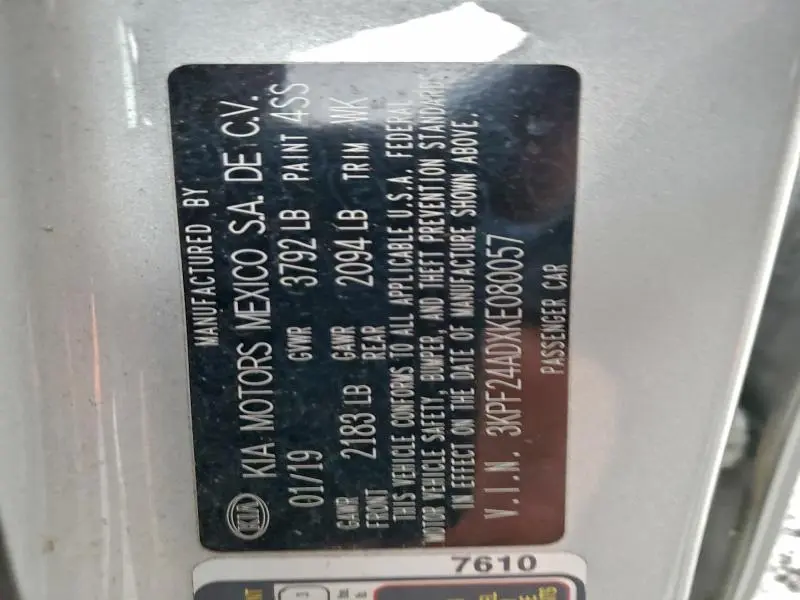 MANUFACTURED BY
KIA KIA MOTORS MEXICO S.A. DE C.V.
01/19 GVWR 3792 LB PAINT 4SS
GAWR FRONT 2183 LB GAWR REAR 2094 LB TRIM WK
THIS VEHICLE CONFORMS TO ALL APPLICABLE U.S.A. FEDERAL
MOTOR VEHICLE SAFETY, BUMPER, AND THEFT PREVENTION STANDARDS
IN EFFECT ON THE DATE OF MANUFACTURE SHOWN ABOVE.
V.I.N. 3KPF24ADXKE080057
PASSENGER CAR
7610